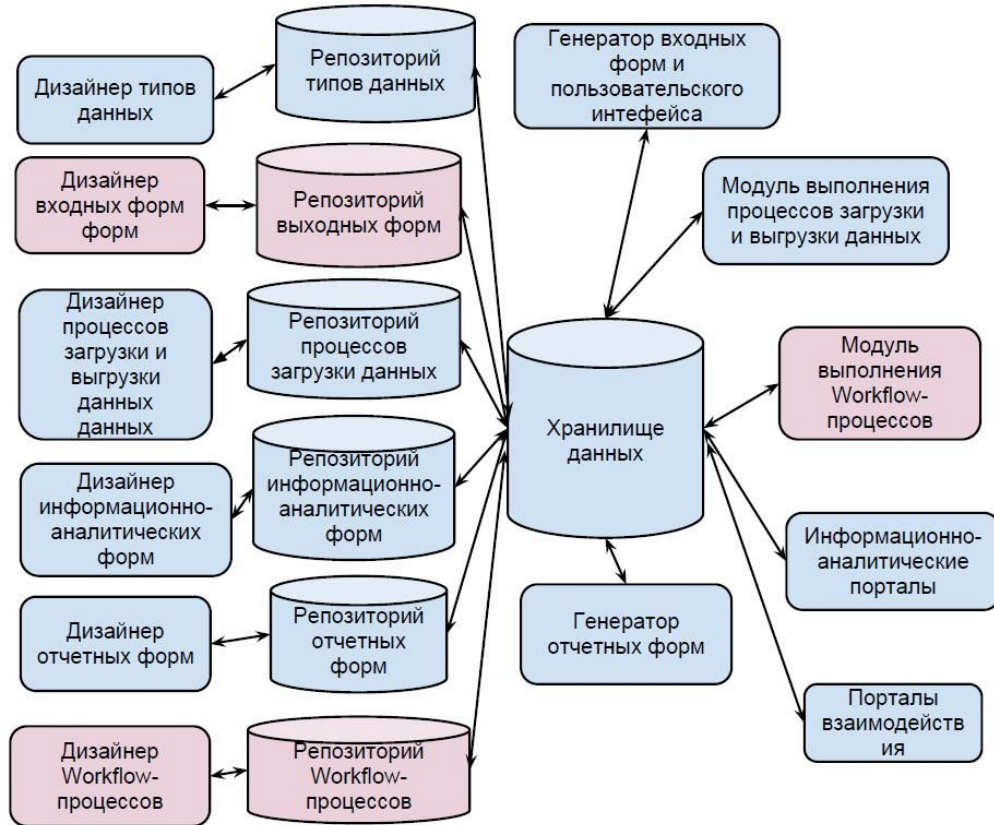 Дизайнер типов
данных
Репозиторий
типов данных
Генератор входных
форм и
пользовательского
интефейса
Дизайнер
входных форм
форм
Репозиторий
выходных форм
Модуль выполнения
процессов загрузки
и выгрузки данных
Дизайнер
процессов
загрузки и
выгрузки
данных
данных
Репозиторий
процессов
загрузки данных
Хранилище
данных
Модуль
выполнения
Workflow-
процессов
Дизайнер
информационно-
аналитических
форм
Репозиторий
информационно-
аналитических
форм
Информационно-
аналитические
порталы
Дизайнер
отчетных форм
Репозиторий
отчетных
форм
Генератор
отчетных форм
Порталы
взаимодейств
ия
Дизайнер
Workflow-
процессов
Репозиторий
Workflow-
процессов